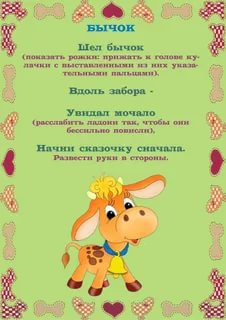 БЫЧОК
Шел бычок
(показать рожки: прижать к голове ку-
лачки с выставленными из них указа-
тельными пальцами).
Вдоль забора -
Увидал мочало
(расслабить ладони так, чтобы они
бессильно повисли),
Начни сказочку сначала.
Развести руки в стороны.